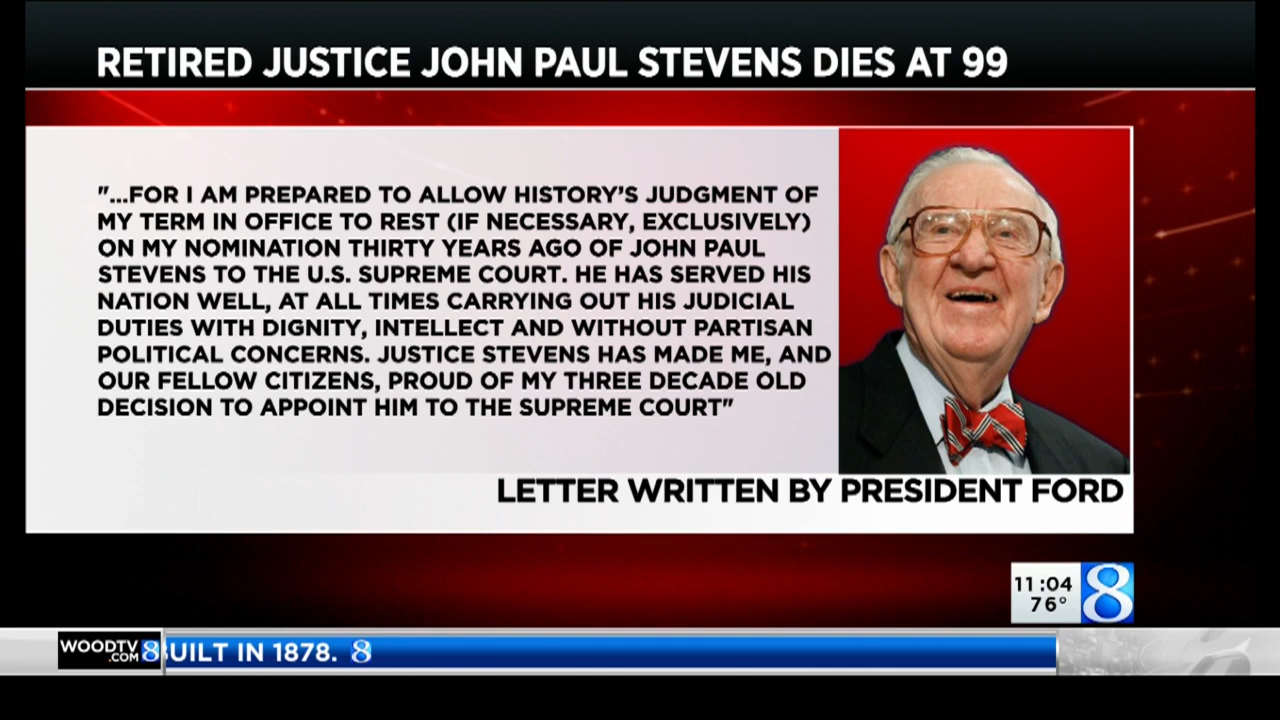 RETIRED JUSTICE JOHN PAUL STEVENS DIES AT 99
"...FOR I AM PREPARED TO ALLOW HISTORY'S JUDGMENT OF
MY TERM IN OFFICE TO REST (IF NECESSARY, EXCLUSIVELY)
ON MY NOMINATION THIRTY YEARS AGO OF JOHN PAUL
STEVENS TO THE U.S. SUPREME COURT. HE HAS SERVED HIS
NATION WELL, AT ALL TIMES CARRYING OUT HIS JUDICIAL
DUTIES WITH DIGNITY, INTELLECT AND WITHOUT PARTISAN
POLITICAL CONCERNS. JUSTICE STEVENS HAS MADE ME, AND
OUR FELLOW CITIZENS, PROUD OF MY THREE DECADE OLD
DECISION TO APPOINT HIM TO THE SUPREME COURT"
LETTER WRITTEN BY PRESIDENT FORD
11:04
76°
8
WOODTV
.COM 8
UILT IN 1878. 8